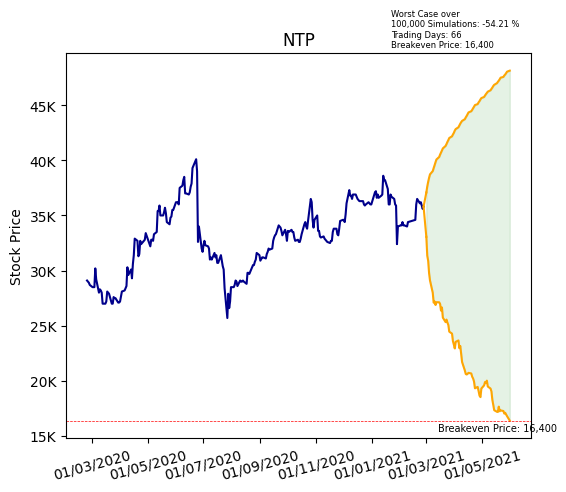 Worst Case over
100,000 Simulations: -54.21 %
Trading Days: 66
Breakeven Price: 16,400
NTP
Stock Price
45K
40K
35K
30K
25K
20K
15K
Breakeven Price: 16,400
01/03/2020
01/05/2020
01/07/2020
01/09/2020
01/11/2020
01/01/2021
01/03/2021
01/05/2021